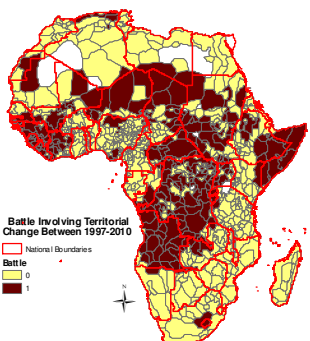 Battle Involving Territorial
Change Between 1997-2010
National Boundaries
Battle
0
1
N